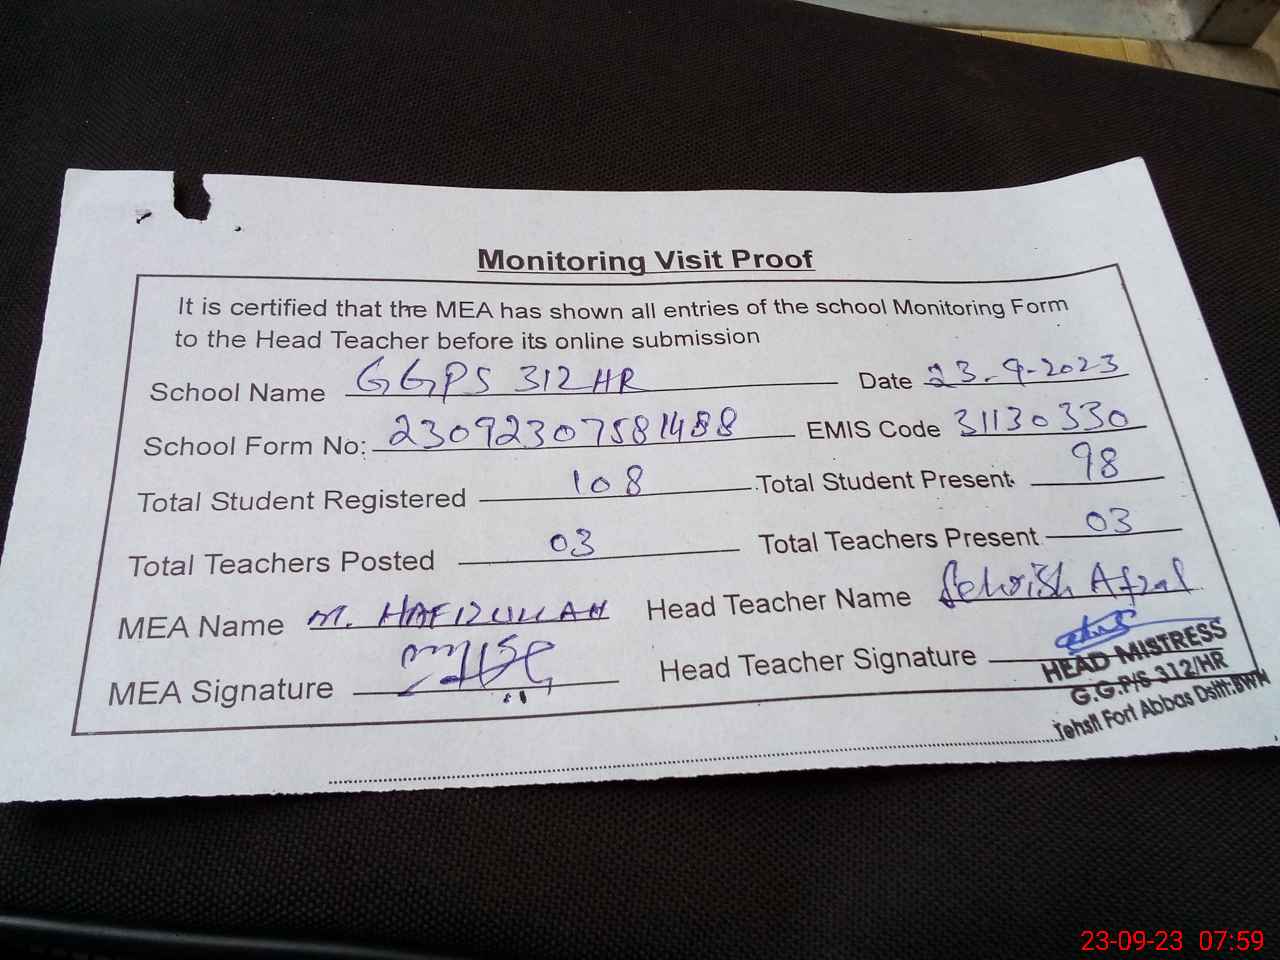 Monitoring Visit Proof
It is certified that the MEA has shown all entries of the school Monitoring Form
to the Head Teacher before its online submission
School Name GGPS 312 HR Date 23-9-2023
School Form No: 23092307581488 EMIS Code 31130330
Total Student Registered 108 Total Student Present 98
Total Teachers Posted 03 Total Teachers Present 03
MEA Name M. HAFIZULLAH Head Teacher Name Sehrish Afzal
MEA Signature Head Teacher Signature
HEAD MISTRESS
G.G.P/S 312/HR
Tehsil Fort Abbas Dsitt:BWN
23-09-23 07:59